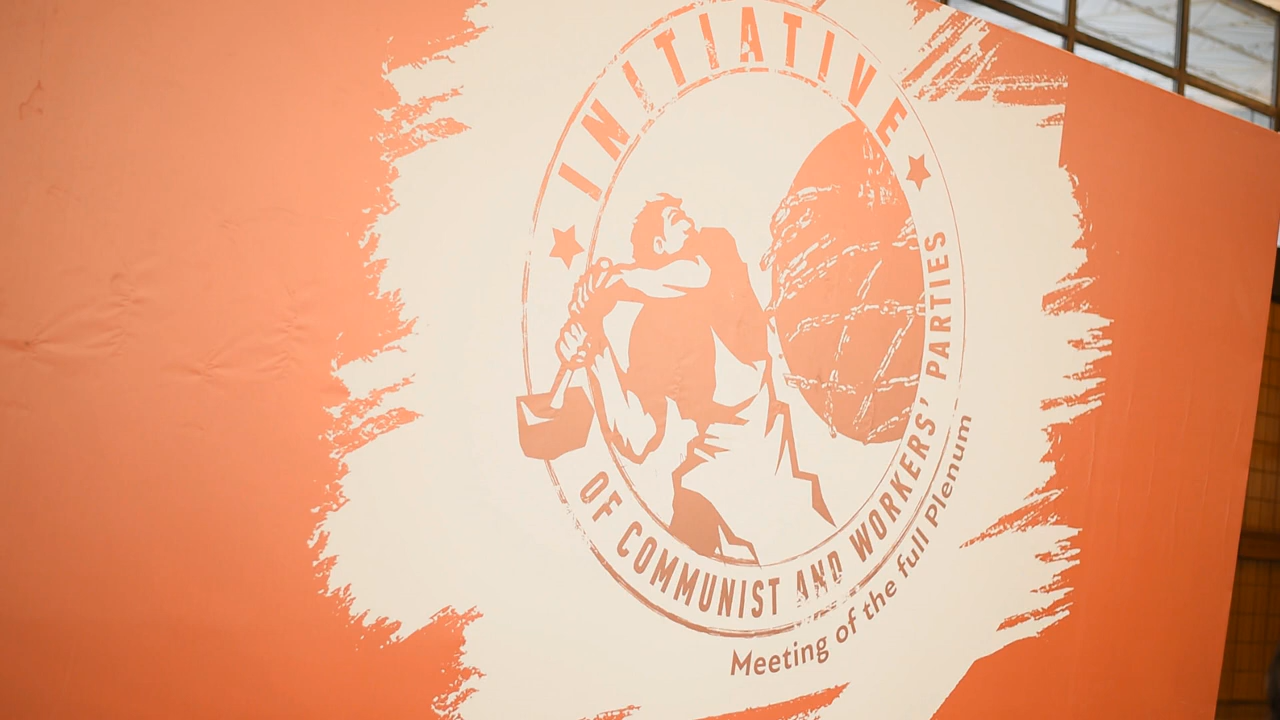 INITIATIVE
OF COMMUNIST AND WORKERS' PARTIES
Meeting of the full Plenum